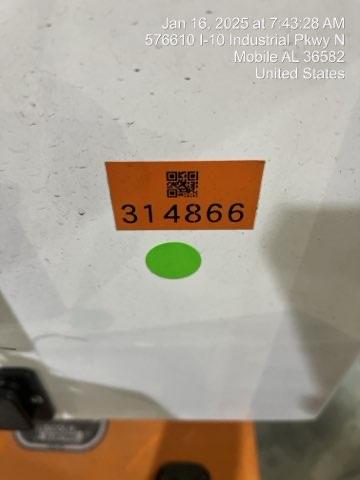 Jan 16, 2025 at 7:43:28 AM
576610 I-10 Industrial Pkwy N
Mobile AL 36582
United States
314866